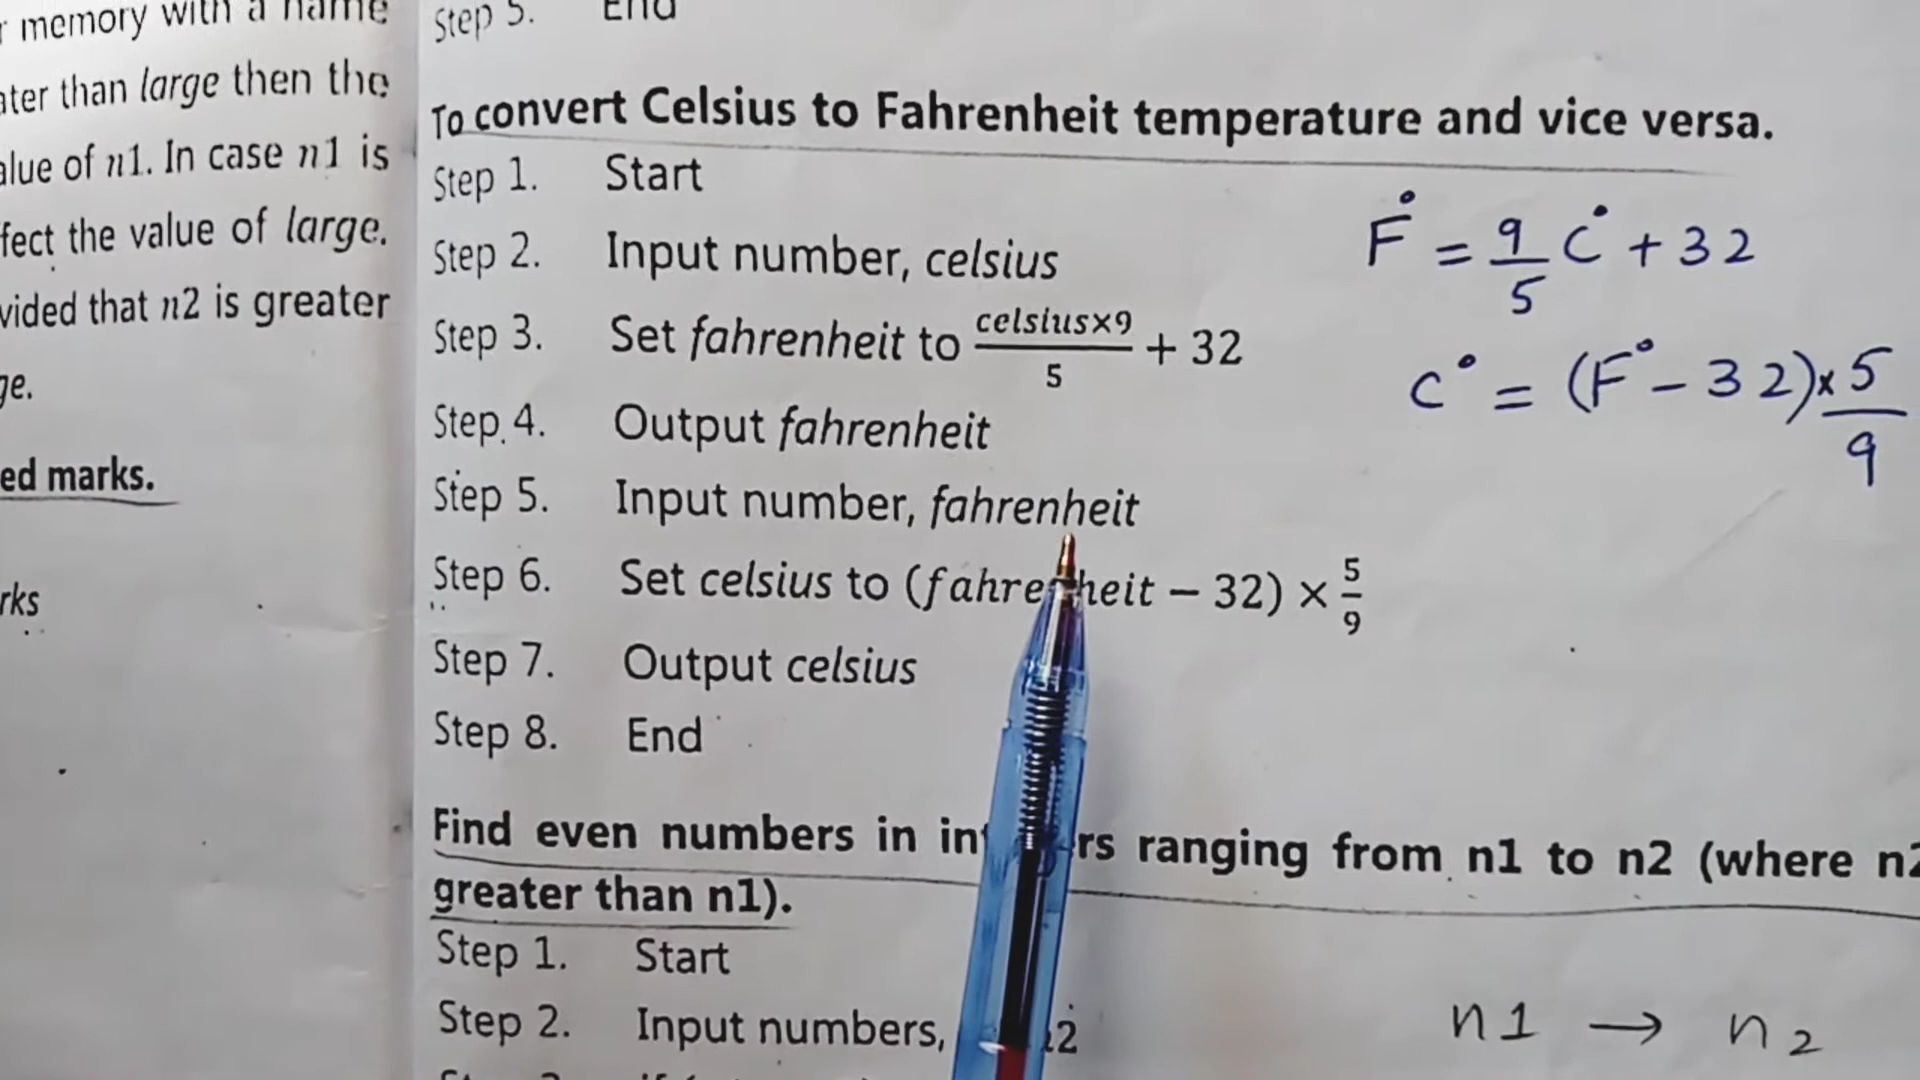 r memory with a name
ater than large then the
alue of n1. In case n1 is
fect the value of large.
vided that n2 is greater
ge.
ed marks.
rks
Step 5. End
To convert Celsius to Fahrenheit temperature and vice versa.
Step 1. Start
Step 2. Input number, celsius
Step 3. Set fahrenheit to celsius×9/5 + 32
Step 4. Output fahrenheit
Step 5. Input number, fahrenheit
Step 6. Set celsius to (fahrenheit − 32) × 5/9
Step 7. Output celsius
Step 8. End
F° = 9/5 C° + 32
C° = (F° − 32) × 5/9
Find even numbers in rs ranging from n1 to n2 (where n2
greater than n1).
Step 1. Start
Step 2. Input numbers,
n1 → n2